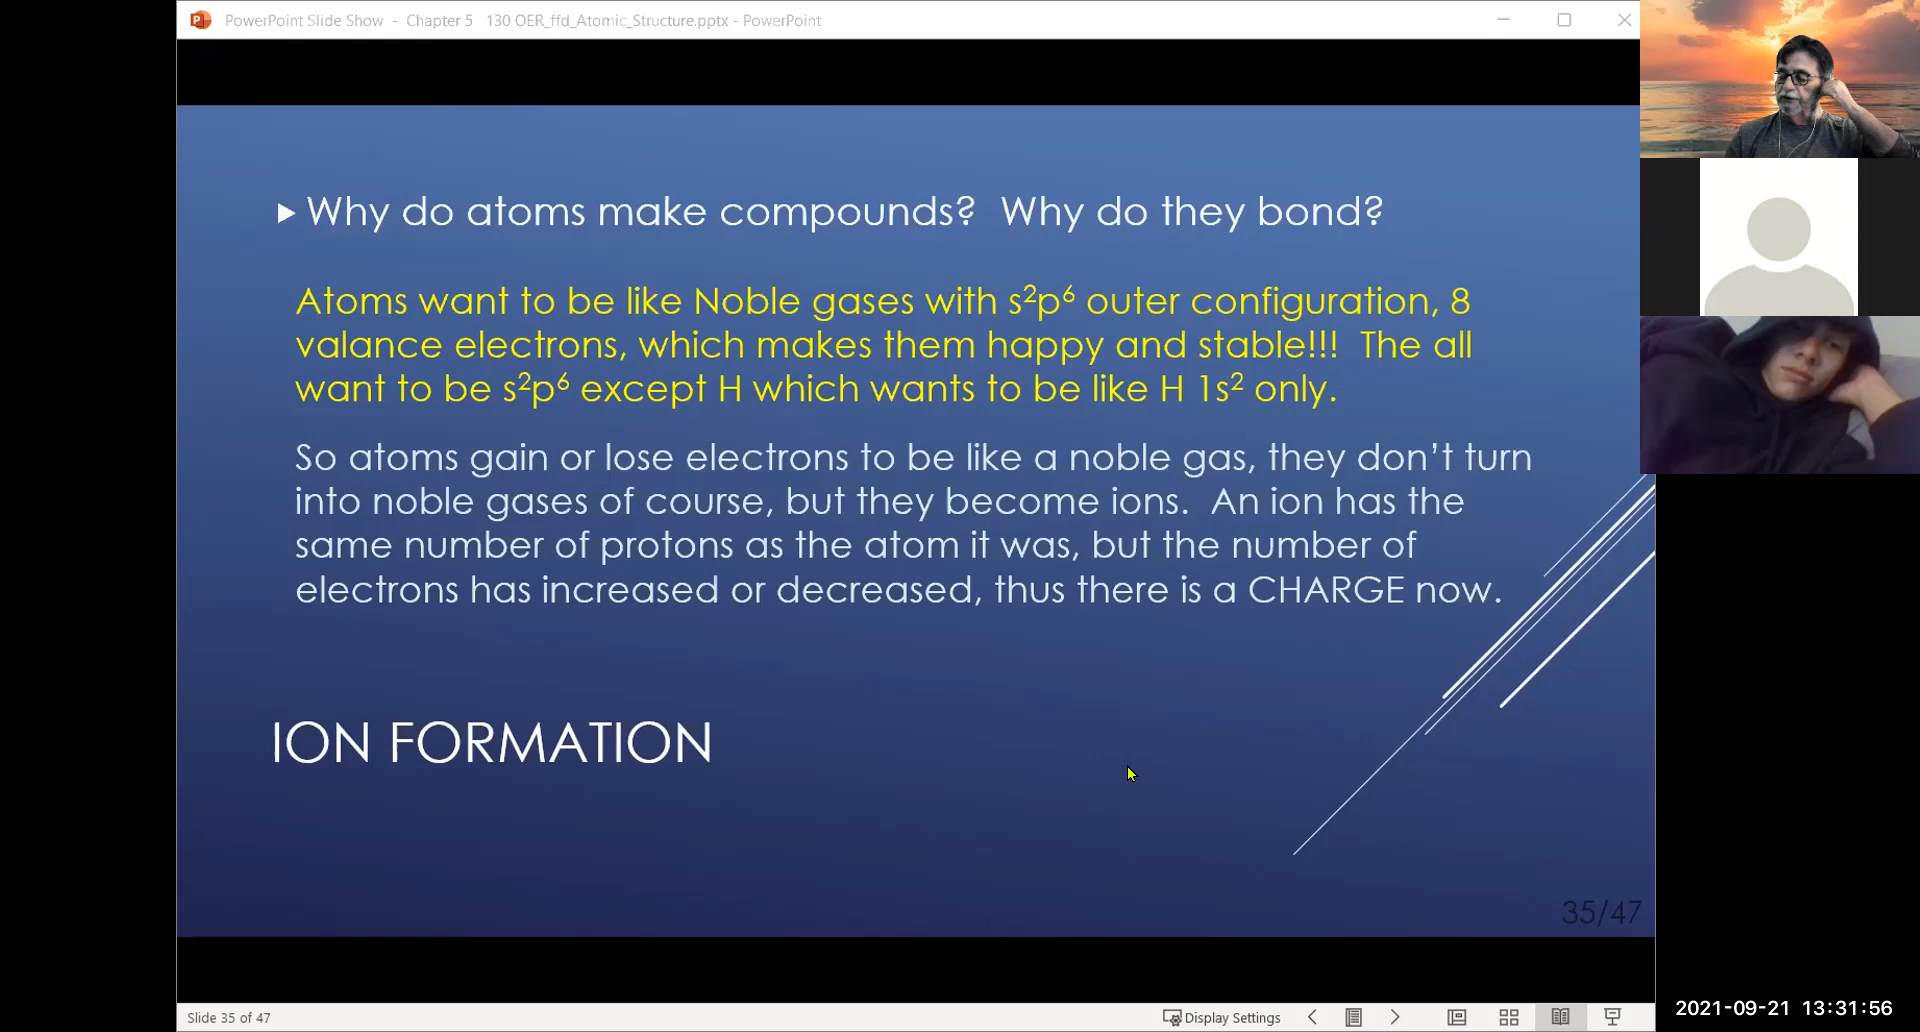 PowerPoint Slide Show - Chapter 5 130 OER_ffd_Atomic_Structure.pptx - PowerPoint
Why do atoms make compounds? Why do they bond?
Atoms want to be like Noble gases with s²p⁶ outer configuration, 8
valance electrons, which makes them happy and stable!!! The all
want to be s²p⁶ except H which wants to be like H 1s² only.
So atoms gain or lose electrons to be like a noble gas, they don’t turn
into noble gases of course, but they become ions. An ion has the
same number of protons as the atom it was, but the number of
electrons has increased or decreased, thus there is a CHARGE now.
ION FORMATION
35/47
Slide 35 of 47
Display Settings
2021-09-21 13:31:56